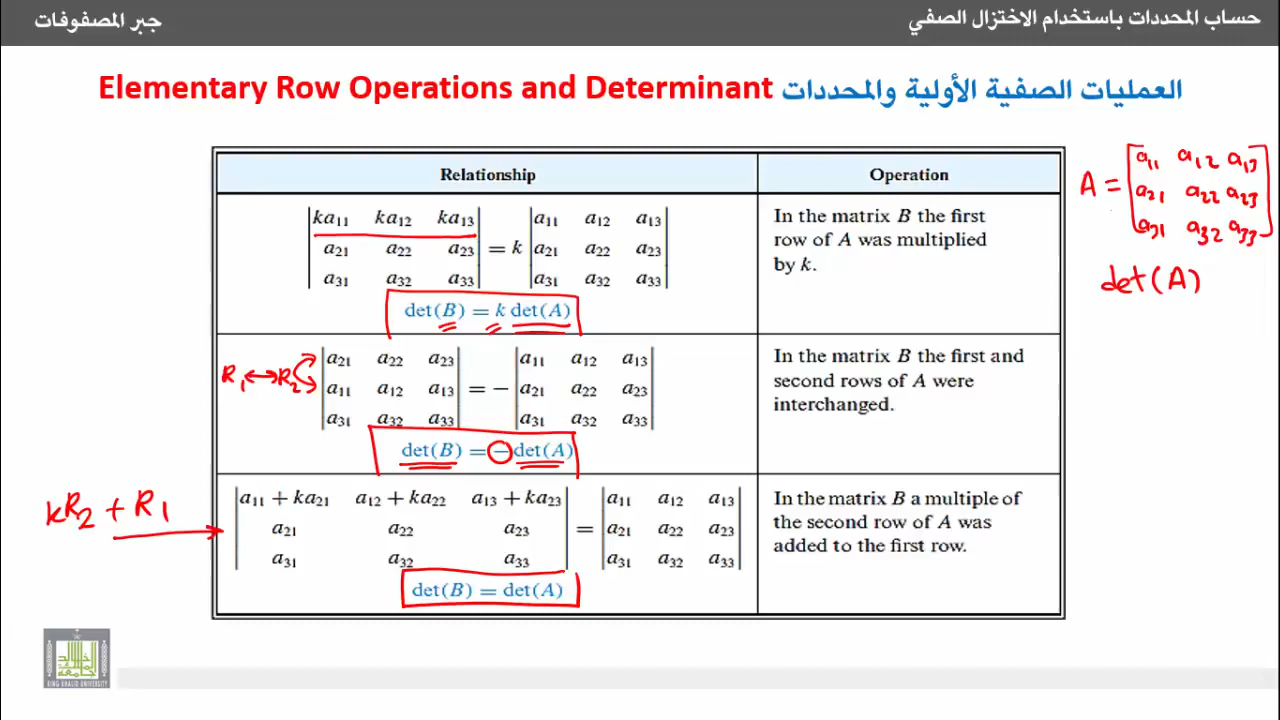 حساب المحددات باستخدام الاختزال الصفي
جبر المصفوفات
Elementary Row Operations and Determinant العمليات الصفية الأولية والمحددات
Relationship
Operation
|ka₁₁ ka₁₂ ka₁₃| |a₁₁ a₁₂ a₁₃|
|a₂₁ a₂₂ a₂₃| = k |a₂₁ a₂₂ a₂₃|
|a₃₁ a₃₂ a₃₃| |a₃₁ a₃₂ a₃₃|
det(B) = k det(A)
In the matrix B the first
row of A was multiplied
by k.
R₁ ↔ R₂
|a₂₁ a₂₂ a₂₃| |a₁₁ a₁₂ a₁₃|
|a₁₁ a₁₂ a₁₃| = − |a₂₁ a₂₂ a₂₃|
|a₃₁ a₃₂ a₃₃| |a₃₁ a₃₂ a₃₃|
det(B) = −det(A)
In the matrix B the first and
second rows of A were
interchanged.
kR₂ + R₁
|a₁₁ + ka₂₁ a₁₂ + ka₂₂ a₁₃ + ka₂₃| |a₁₁ a₁₂ a₁₃|
|a₂₁ a₂₂ a₂₃| = |a₂₁ a₂₂ a₂₃|
|a₃₁ a₃₂ a₃₃| |a₃₁ a₃₂ a₃₃|
det(B) = det(A)
In the matrix B a multiple of
the second row of A was
added to the first row.
A = [a₁₁ a₁₂ a₁₃
a₂₁ a₂₂ a₂₃
a₃₁ a₃₂ a₃₃]
det(A)
KING KHALID UNIVERSITY